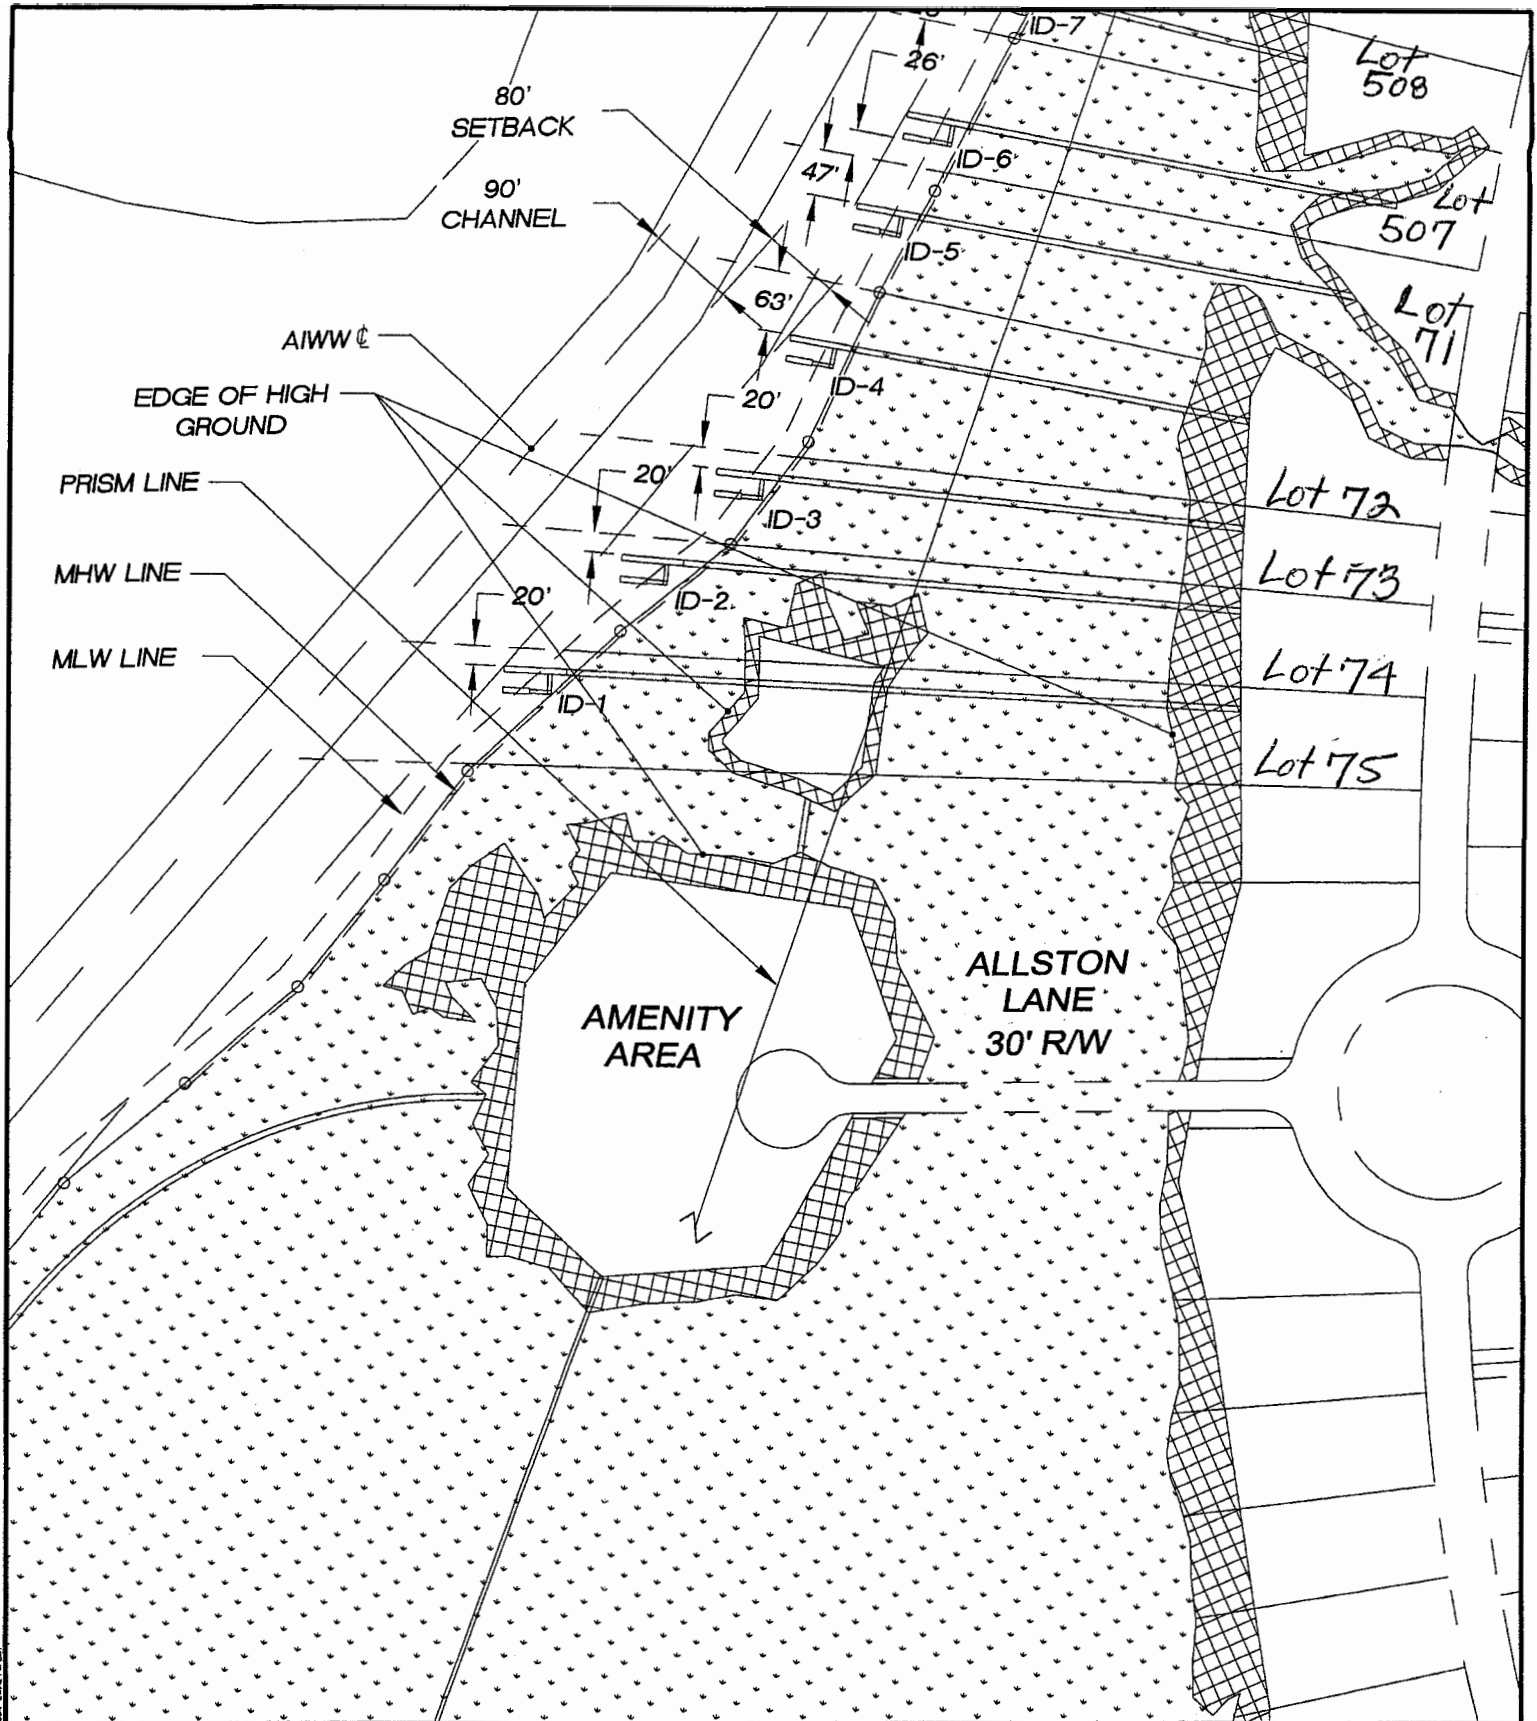 ID-7
26'
Lot
508
80'
SETBACK
ID-6
47'
90'
CHANNEL
Lot
507
ID-5
63'
Lot
71
AIWW ℄
ID-4
20'
EDGE OF HIGH
GROUND
20'
PRISM LINE
Lot 72
ID-3
MHW LINE
Lot 73
20'
ID-2
MLW LINE
Lot 74
ID-1
Lot 75
ALLSTON
LANE
30' R/W
AMENITY
AREA